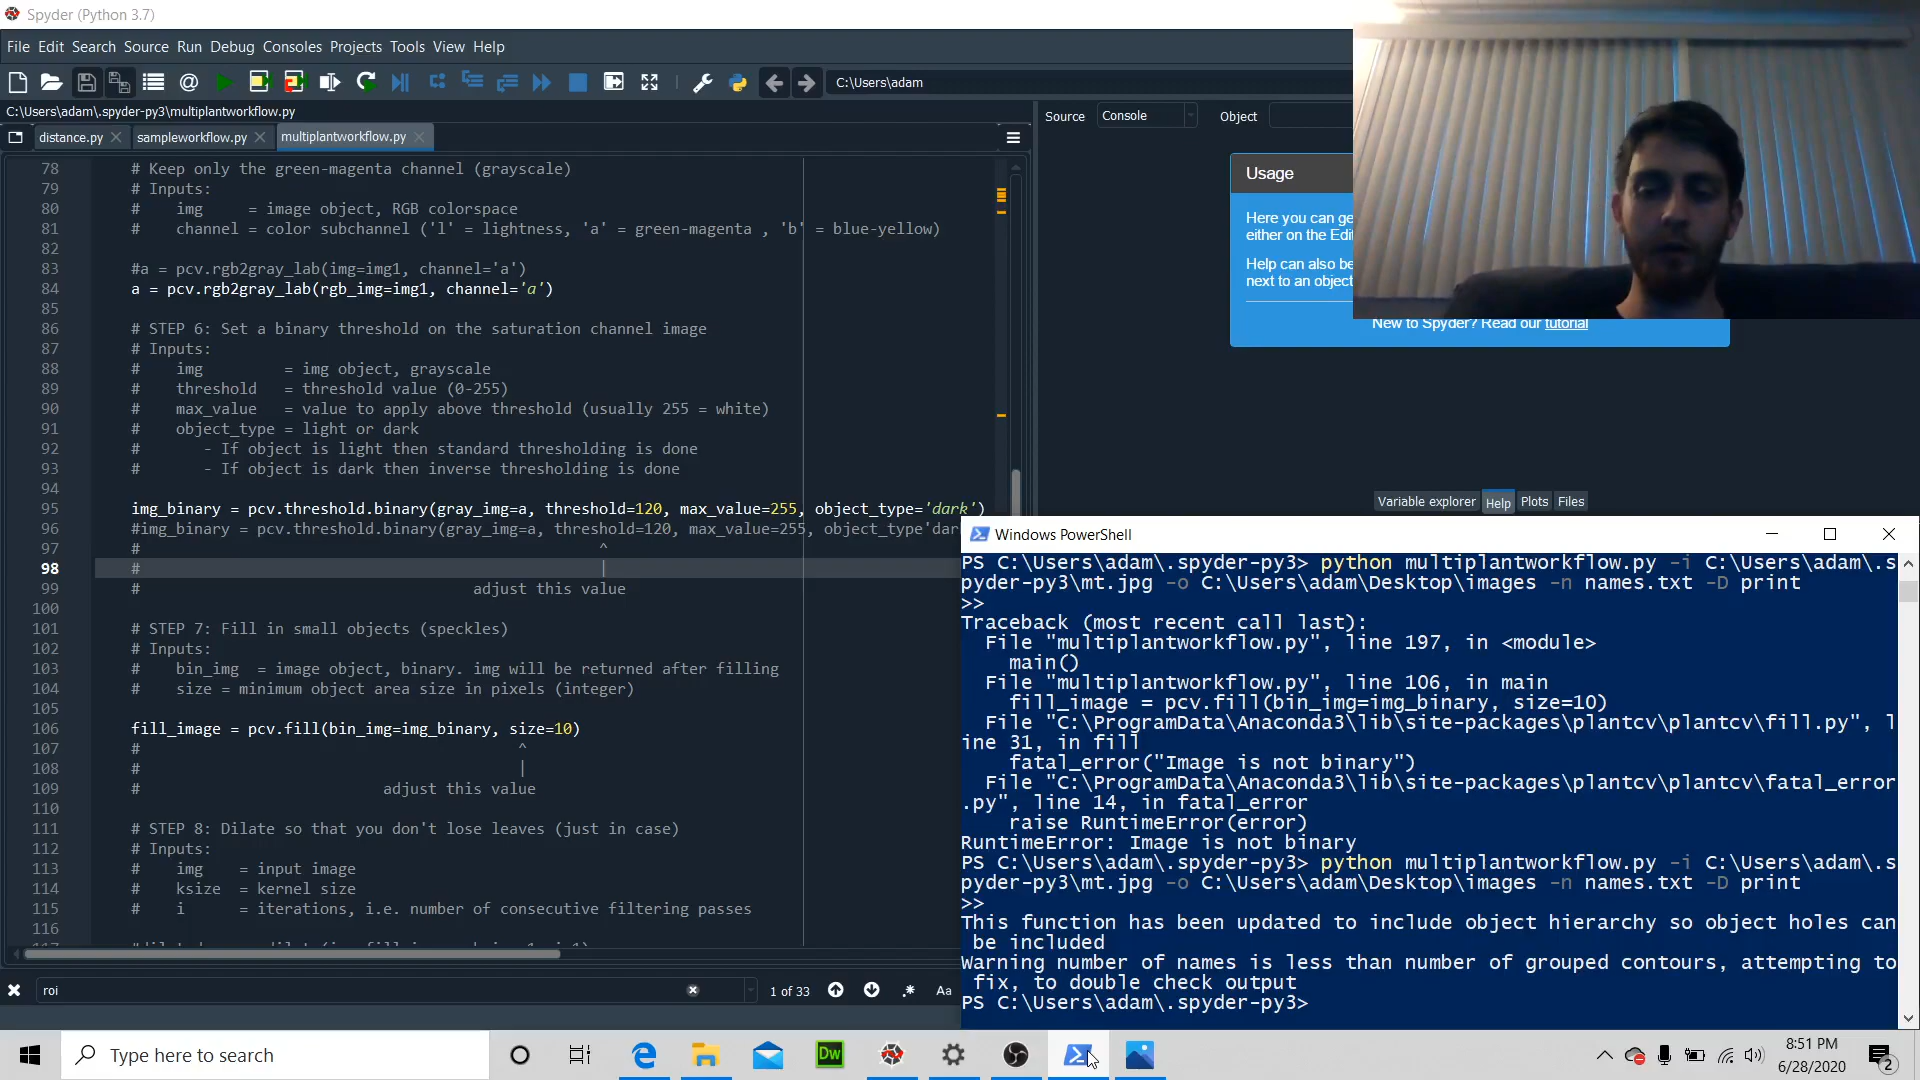 Spyder (Python 3.7)
File Edit Search Source Run Debug Consoles Projects Tools View Help
C:\Users\adam
C:\Users\adam\.spyder-py3\multiplantworkflow.py
distance.py sampleworkflow.py multiplantworkflow.py
78 # Keep only the green-magenta channel (grayscale)
79 # Inputs:
80 # img = image object, RGB colorspace
81 # channel = color subchannel ('l' = lightness, 'a' = green-magenta , 'b' = blue-yellow)
82
83 #a = pcv.rgb2gray_lab(img=img1, channel='a')
84 a = pcv.rgb2gray_lab(rgb_img=img1, channel='a')
85
86 # STEP 6: Set a binary threshold on the saturation channel image
87 # Inputs:
88 # img = img object, grayscale
89 # threshold = threshold value (0-255)
90 # max_value = value to apply above threshold (usually 255 = white)
91 # object_type = light or dark
92 # - If object is light then standard thresholding is done
93 # - If object is dark then inverse thresholding is done
94
95 img_binary = pcv.threshold.binary(gray_img=a, threshold=120, max_value=255, object_type='dark')
96 #img_binary = pcv.threshold.binary(gray_img=a, threshold=120, max_value=255, object_type'dar
97 # ^
98 # |
99 # adjust this value
100
101 # STEP 7: Fill in small objects (speckles)
102 # Inputs:
103 # bin_img = image object, binary. img will be returned after filling
104 # size = minimum object area size in pixels (integer)
105
106 fill_image = pcv.fill(bin_img=img_binary, size=10)
107 # ^
108 # |
109 # adjust this value
110
111 # STEP 8: Dilate so that you don't lose leaves (just in case)
112 # Inputs:
113 # img = input image
114 # ksize = kernel size
115 # i = iterations, i.e. number of consecutive filtering passes
116
roi 1 of 33 .* Aa
Source Console Object
Usage
Here you can ge
either on the Edit
Help can also be
next to an object
New to Spyder? Read our tutorial
Variable explorer Help Plots Files
Windows PowerShell
PS C:\Users\adam\.spyder-py3> python multiplantworkflow.py -i C:\Users\adam\.s
pyder-py3\mt.jpg -o C:\Users\adam\Desktop\images -n names.txt -D print
>>
Traceback (most recent call last):
File "multiplantworkflow.py", line 197, in <module>
main()
File "multiplantworkflow.py", line 106, in main
fill_image = pcv.fill(bin_img=img_binary, size=10)
File "C:\ProgramData\Anaconda3\lib\site-packages\plantcv\plantcv\fill.py", l
ine 31, in fill
fatal_error("Image is not binary")
File "C:\ProgramData\Anaconda3\lib\site-packages\plantcv\plantcv\fatal_error
.py", line 14, in fatal_error
raise RuntimeError(error)
RuntimeError: Image is not binary
PS C:\Users\adam\.spyder-py3> python multiplantworkflow.py -i C:\Users\adam\.s
pyder-py3\mt.jpg -o C:\Users\adam\Desktop\images -n names.txt -D print
>>
This function has been updated to include object hierarchy so object holes can
be included
Warning number of names is less than number of grouped contours, attempting to
fix, to double check output
PS C:\Users\adam\.spyder-py3>
Type here to search
Dw
8:51 PM
6/28/2020
2